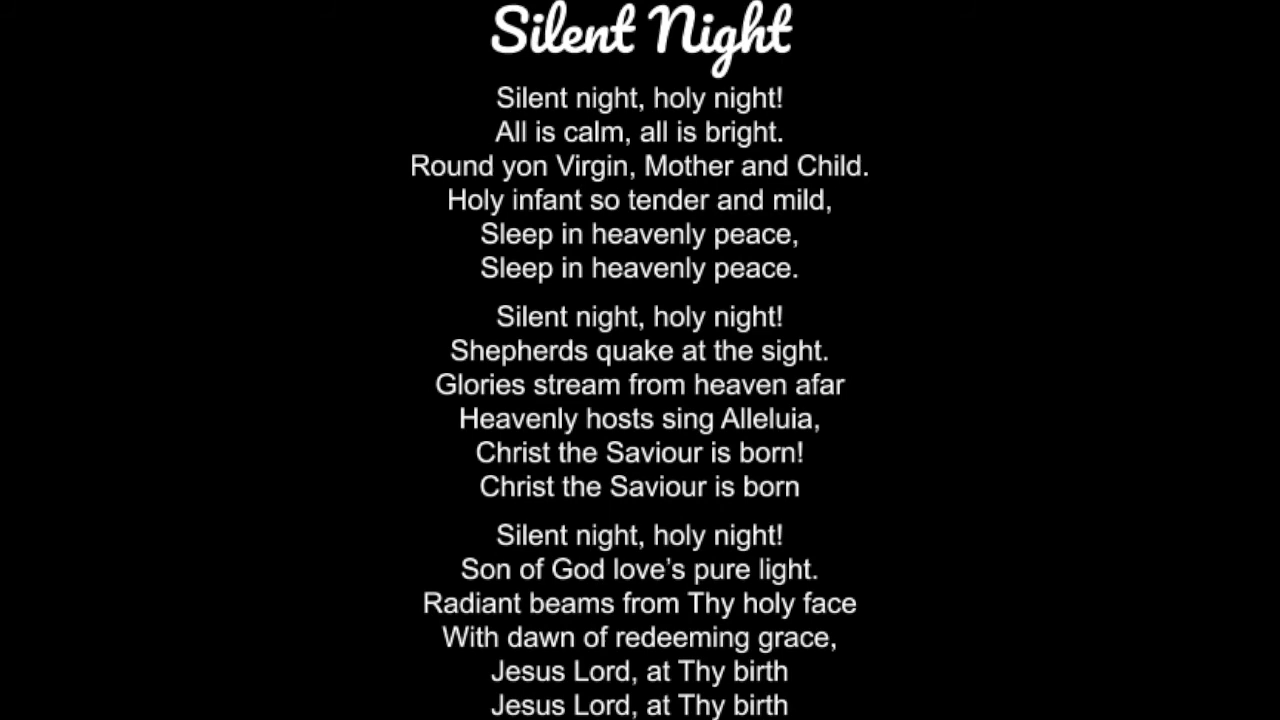 Silent Night
Silent night, holy night!
All is calm, all is bright.
Round yon Virgin, Mother and Child.
Holy infant so tender and mild,
Sleep in heavenly peace,
Sleep in heavenly peace.
Silent night, holy night!
Shepherds quake at the sight.
Glories stream from heaven afar
Heavenly hosts sing Alleluia,
Christ the Saviour is born!
Christ the Saviour is born
Silent night, holy night!
Son of God love’s pure light.
Radiant beams from Thy holy face
With dawn of redeeming grace,
Jesus Lord, at Thy birth
Jesus Lord, at Thy birth